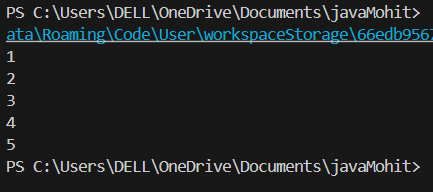 PS C:\Users\DELL\OneDrive\Documents\javaMohit>
ata\Roaming\Code\User\workspaceStorage\66edb9567
1
2
3
4
5
PS C:\Users\DELL\OneDrive\Documents\javaMohit>